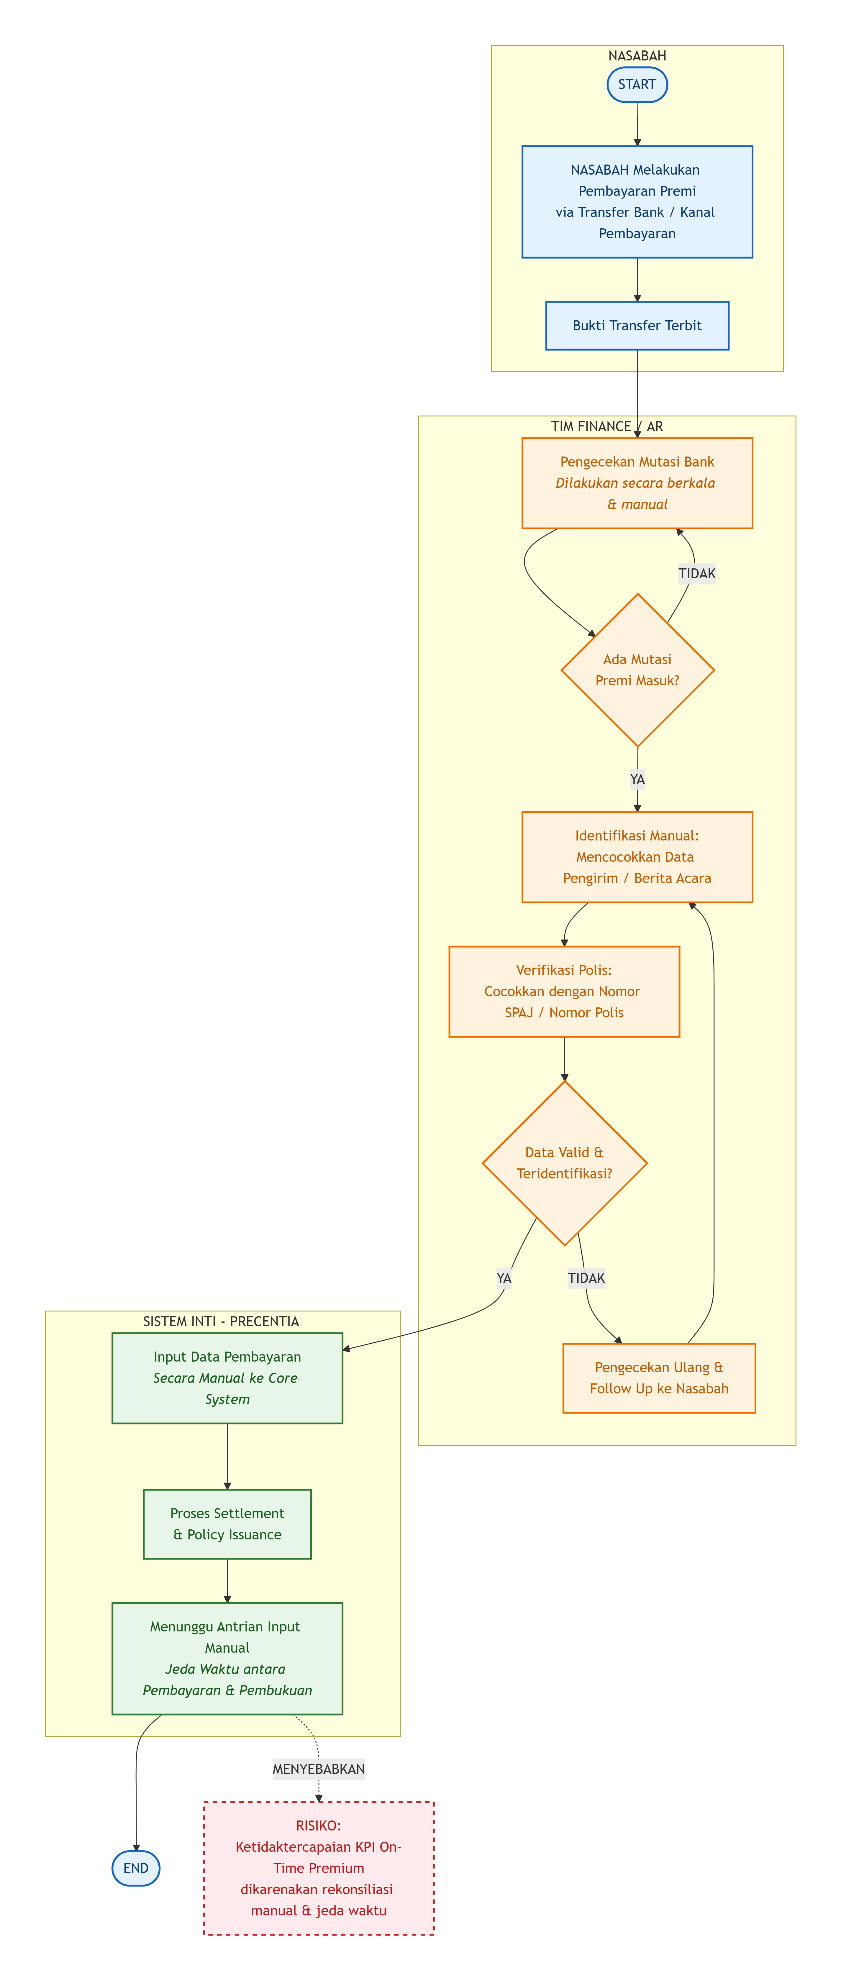 NASABAH
START
NASABAH Melakukan
Pembayaran Premi
via Transfer Bank / Kanal
Pembayaran
Bukti Transfer Terbit
TIM FINANCE / AR
Pengecekan Mutasi Bank
Dilakukan secara berkala
& manual
TIDAK
Ada Mutasi
Premi Masuk?
YA
Identifikasi Manual:
Mencocokkan Data
Pengirim / Berita Acara
Verifikasi Polis:
Cocokkan dengan Nomor
SPAJ / Nomor Polis
Data Valid &
Teridentifikasi?
YA
TIDAK
Pengecekan Ulang &
Follow Up ke Nasabah
SISTEM INTI - PRECENTIA
Input Data Pembayaran
Secara Manual ke Core
System
Proses Settlement
& Policy Issuance
Menunggu Antrian Input
Manual
Jeda Waktu antara
Pembayaran & Pembukuan
MENYEBABKAN
RISIKO:
Ketidaktercapaian KPI On-
Time Premium
dikarenakan rekonsiliasi
manual & jeda waktu
END